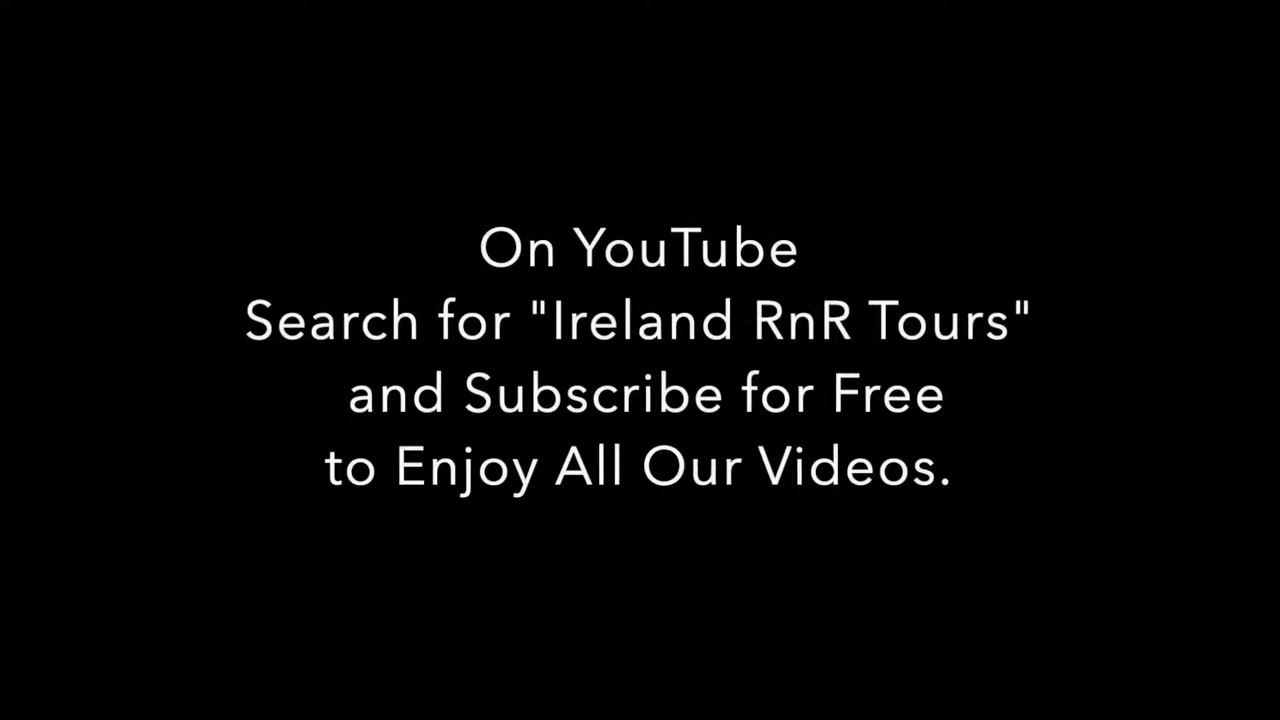 On YouTube
Search for "Ireland RnR Tours"
and Subscribe for Free
to Enjoy All Our Videos.